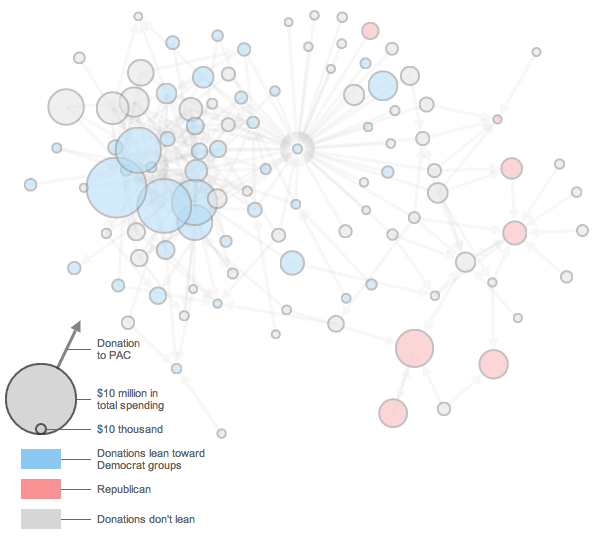 Donation
to PAC
$10 million in
total spending
$10 thousand
Donations lean toward
Democrat groups
Republican
Donations don't lean